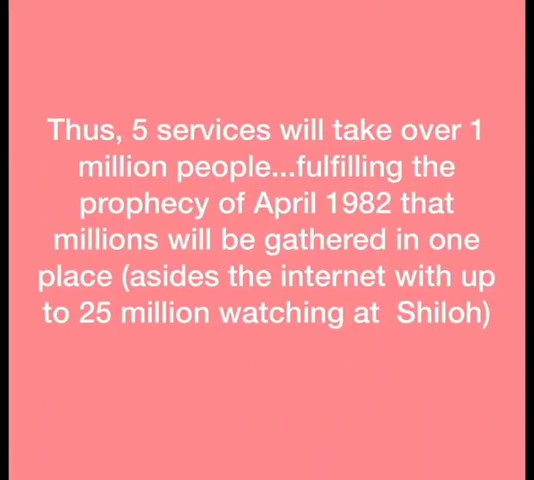 Thus, 5 services will take over 1
million people...fulfilling the
prophecy of April 1982 that
millions will be gathered in one
place (asides the internet with up
to 25 million watching at  Shiloh)